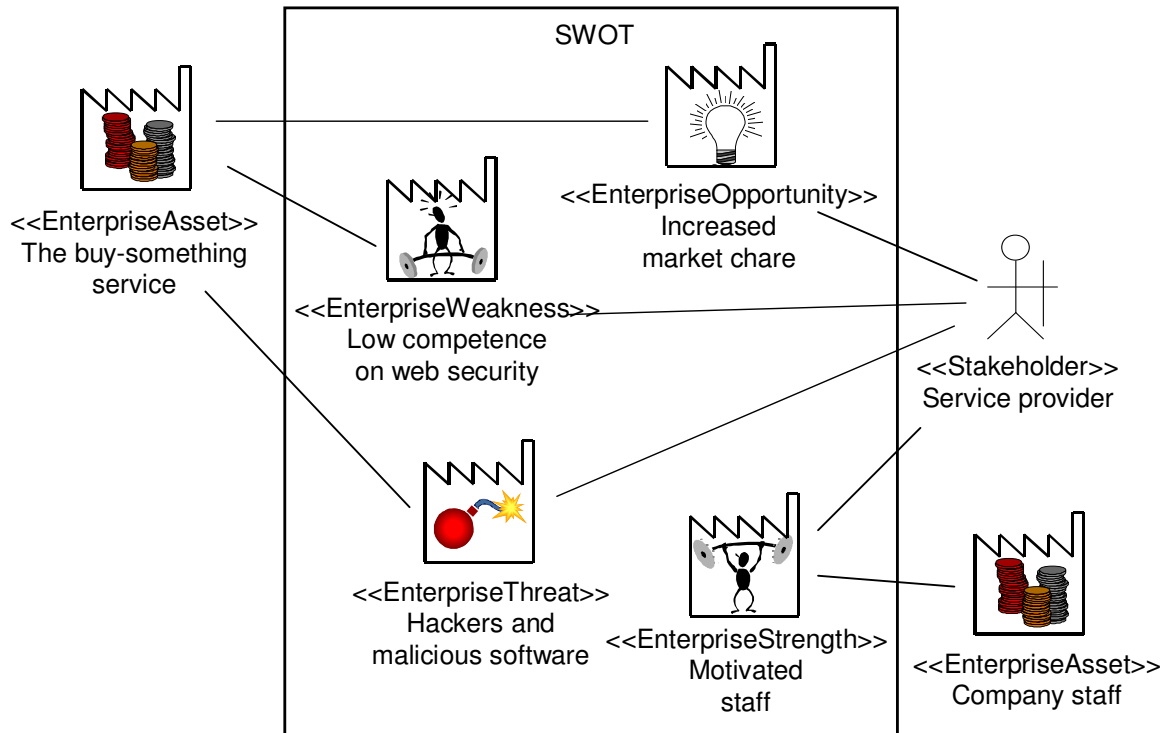 SWOT
<<EnterpriseAsset>>
The buy-something
service
<<EnterpriseOpportunity>>
Increased
market chare
<<EnterpriseWeakness>>
Low competence
on web security
<<Stakeholder>>
Service provider
<<EnterpriseThreat>>
Hackers and
malicious software
<<EnterpriseStrength>>
Motivated
staff
<<EnterpriseAsset>>
Company staff